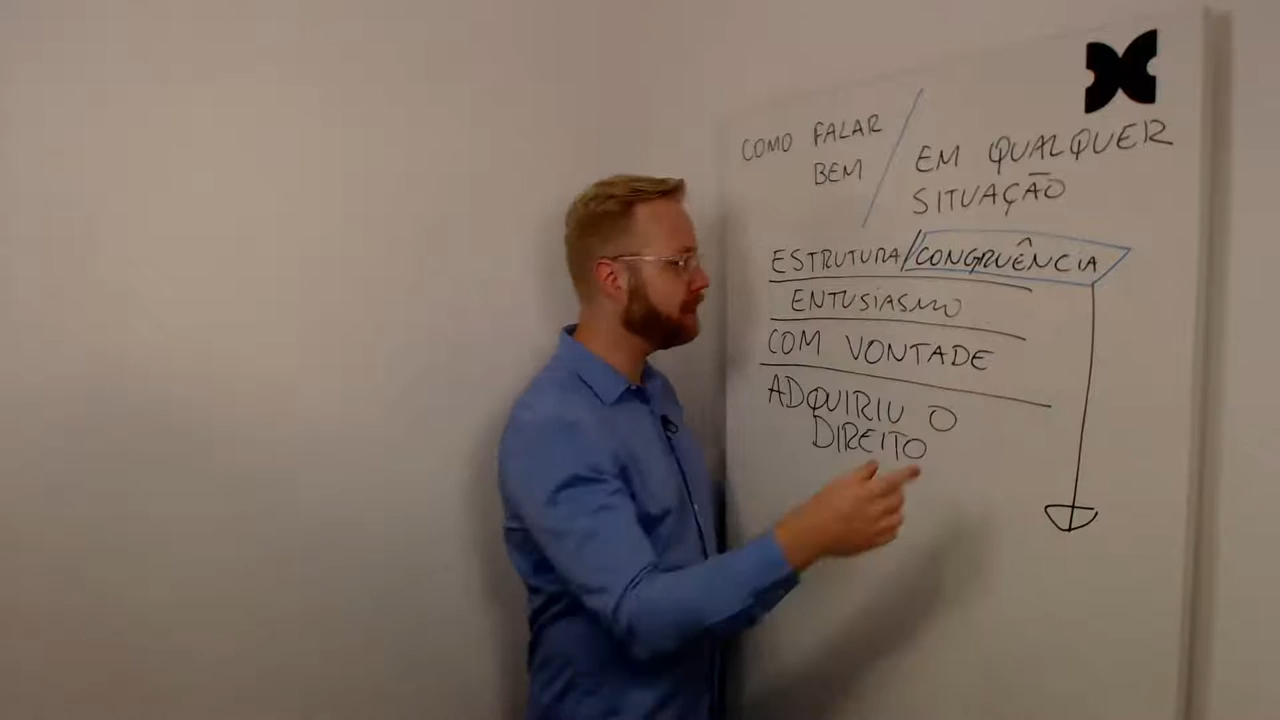 COMO FALAR
BEM
EM QUALQUER
SITUAÇÃO
ESTRUTURA/CONGRUÊNCIA
ENTUSIASMO
COM VONTADE
ADQUIRIU O
DIREITO